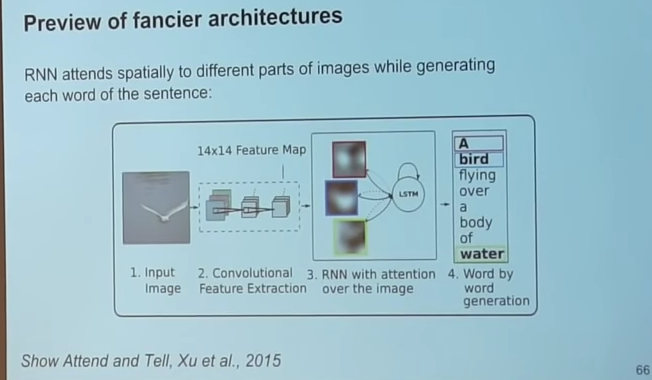 Preview of fancier architectures
RNN attends spatially to different parts of images while generating
each word of the sentence:
14x14 Feature Map
LSTM
A
bird
flying
over
a
body
of
water
1. Input
Image
2. Convolutional
Feature Extraction
3. RNN with attention
over the image
4. Word by
word
generation
Show Attend and Tell, Xu et al., 2015
66